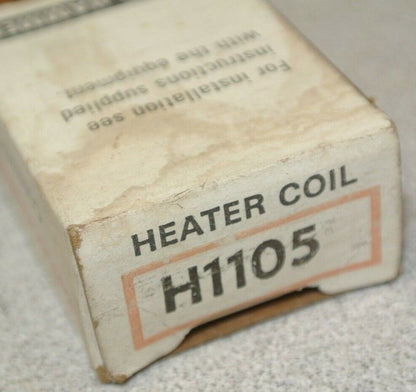 For installation see
instructions supplied
with the equipment
HEATER COIL
H1105